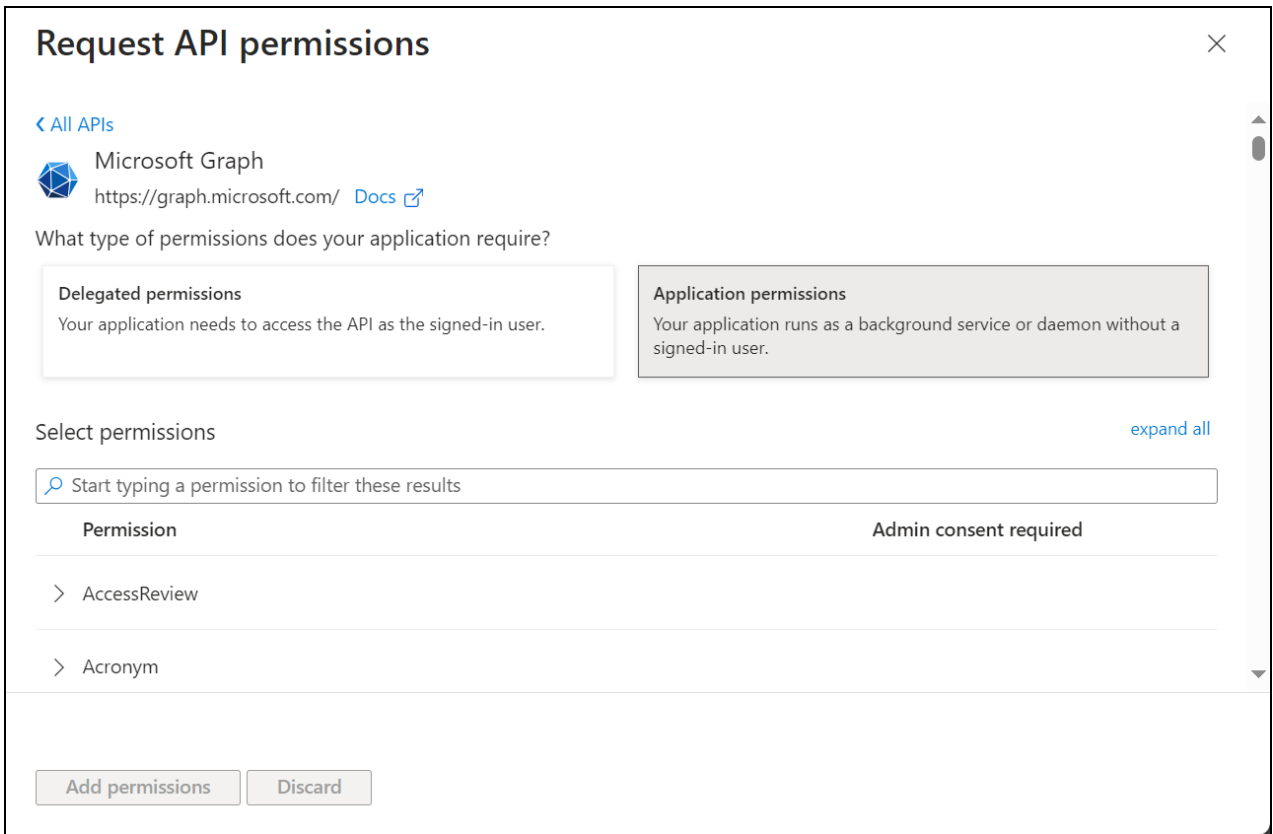 Request API permissions
All APIs
Microsoft Graph
https://graph.microsoft.com/ Docs
What type of permissions does your application require?
Delegated permissions
Your application needs to access the API as the signed-in user.
Application permissions
Your application runs as a background service or daemon without a
signed-in user.
Select permissions
expand all
Start typing a permission to filter these results
Permission
Admin consent required
AccessReview
Acronym
Add permissions
Discard